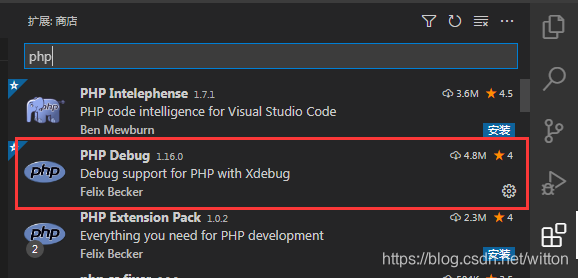 扩展: 商店
php
PHP Intelephense 1.7.1 3.6M 4.5
PHP code intelligence for Visual Studio Code
Ben Mewburn 安装
PHP Debug 1.16.0 4.8M 4
Debug support for PHP with Xdebug
Felix Becker
PHP Extension Pack 1.0.2 2.3M 4
Everything you need for PHP development
Felix Becker 安装
php
php
php
2
https://blog.csdn.net/witton